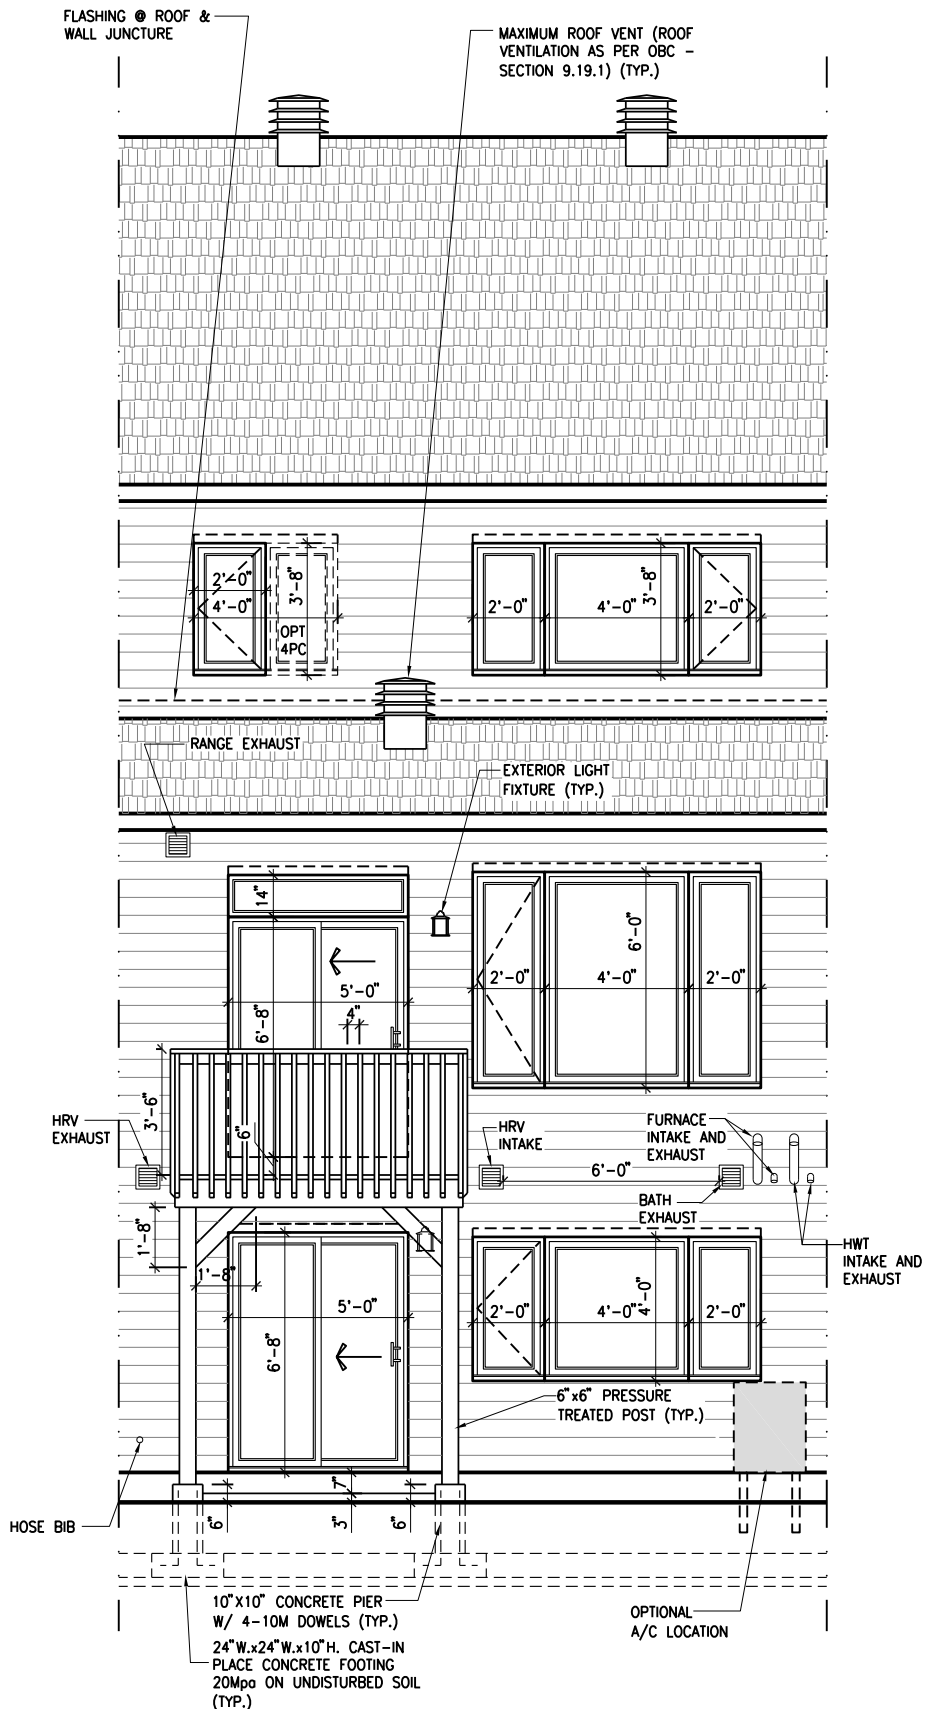 FLASHING @ ROOF &
WALL JUNCTURE
MAXIMUM ROOF VENT (ROOF
VENTILATION AS PER OBC -
SECTION 9.19.1) (TYP.)
2'-0"
4'-0"
3'-8"
OPT
4PC
2'-0"
4'-0"
3'-8"
2'-0"
RANGE EXHAUST
EXTERIOR LIGHT
FIXTURE (TYP.)
14"
6'-0"
2'-0"
4'-0"
2'-0"
5'-0"
4"
6'-8"
3'-6"
6"
HRV
EXHAUST
HRV
INTAKE
FURNACE
INTAKE AND
EXHAUST
6'-0"
BATH
EXHAUST
1'-8"
1'-8"
HWT
INTAKE AND
EXHAUST
5'-0"
6'-8"
2'-0"
4'-0"
4'-0"
2'-0"
6"x6" PRESSURE
TREATED POST (TYP.)
7"
6"
3"
6"
HOSE BIB
10"X10" CONCRETE PIER
W/ 4-10M DOWELS (TYP.)
24"W.x24"W.x10"H. CAST-IN
PLACE CONCRETE FOOTING
20Mpa ON UNDISTURBED SOIL
(TYP.)
OPTIONAL
A/C LOCATION